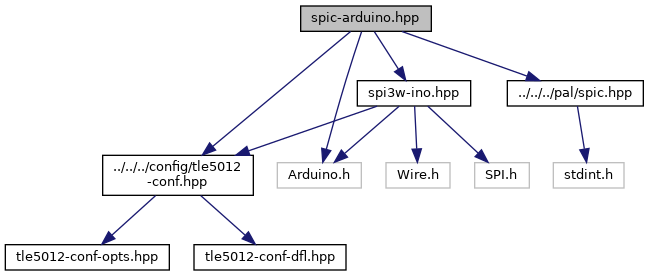 spic-arduino.hpp
spi3w-ino.hpp
../../../pal/spic.hpp
../../../config/tle5012
-conf.hpp
Arduino.h
Wire.h
SPI.h
stdint.h
tle5012-conf-opts.hpp
tle5012-conf-dfl.hpp